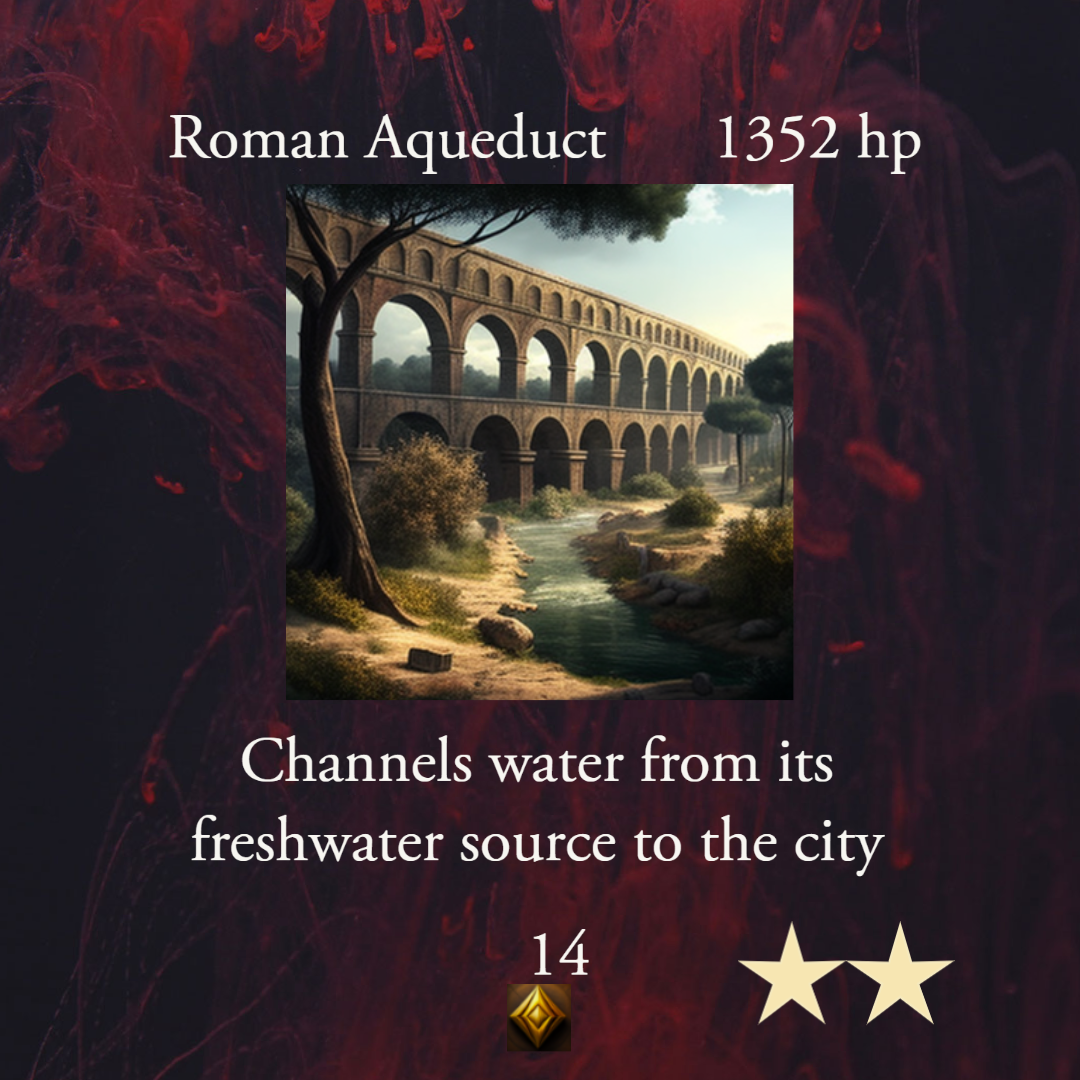 Roman Aqueduct 1352 hp
Channels water from its
freshwater source to the city
14